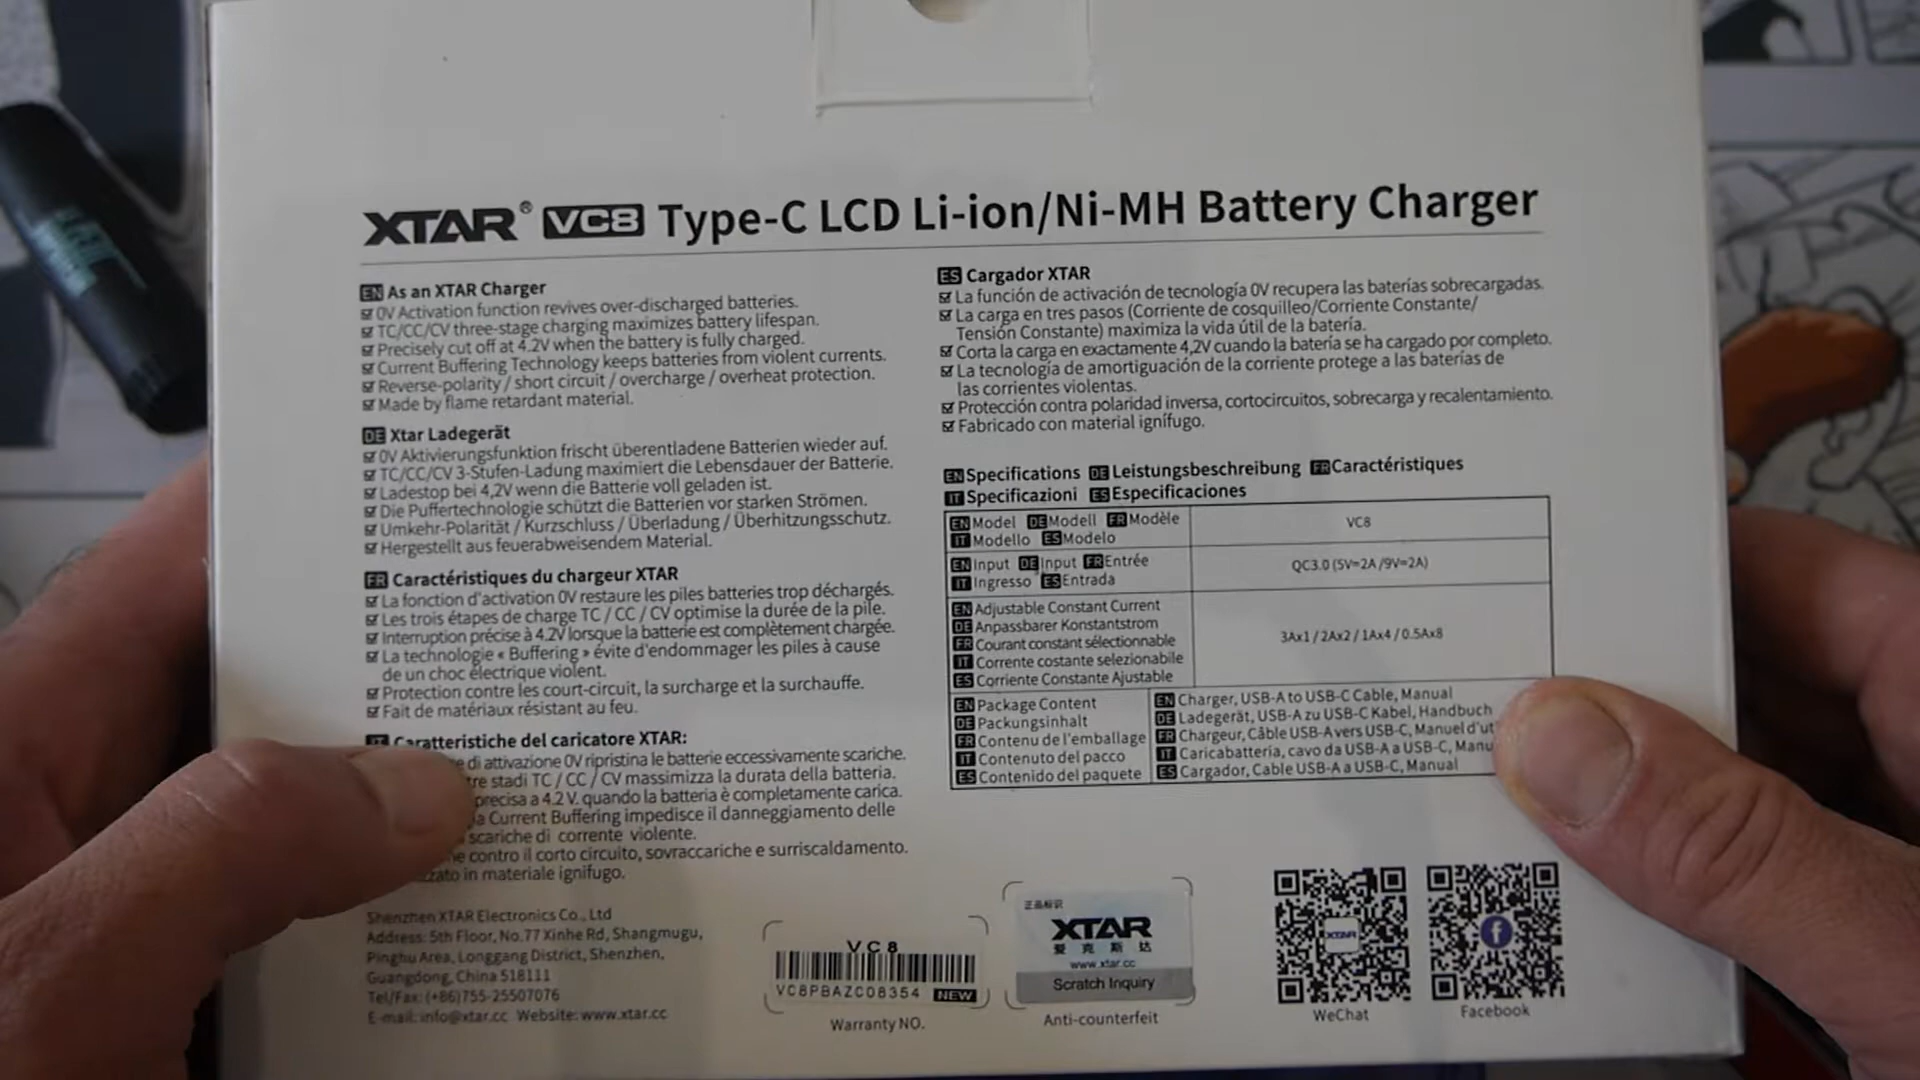 XTAR® VC8 Type-C LCD Li-ion/Ni-MH Battery Charger
EN As an XTAR Charger
0V Activation function revives over-discharged batteries.
TC/CC/CV three-stage charging maximizes battery lifespan.
Precisely cut off at 4.2V when the battery is fully charged.
Current Buffering Technology keeps batteries from violent currents.
Reverse-polarity / short circuit / overcharge / overheat protection.
Made by flame retardant material.
DE Xtar Ladegerät
0V Aktivierungsfunktion frischt überentladene Batterien wieder auf.
TC/CC/CV 3-Stufen-Ladung maximiert die Lebensdauer der Batterie.
Ladestop bei 4,2V wenn die Batterie voll geladen ist.
Die Puffertechnologie schützt die Batterien vor starken Strömen.
Umkehr-Polarität / Kurzschluss / Überladung / Überhitzungsschutz.
Hergestellt aus feuerabweisendem Material.
FR Caractéristiques du chargeur XTAR
La fonction d'activation 0V restaure les piles batteries trop déchargés.
Les trois étapes de charge TC / CC / CV optimise la durée de la pile.
Interruption précise à 4.2V lorsque la batterie est complètement chargée.
La technologie « Buffering » évite d'endommager les piles à cause
de un choc électrique violent.
Protection contre les court-circuit, la surcharge et la surchauffe.
Fait de matériaux résistant au feu.
IT Caratteristiche del caricatore XTAR:
di attivazione 0V ripristina le batterie eccessivamente scariche.
tre stadi TC / CC / CV massimizza la durata della batteria.
precisa a 4.2 V. quando la batteria è completamente carica.
Current Buffering impedisce il danneggiamento delle
scariche di corrente violente.
contro il corto circuito, sovraccariche e surriscaldamento.
in materiale ignifugo.
Shenzhen XTAR Electronics Co., Ltd
Address: 5th Floor, No.77 Xinhe Rd, Shangmugu,
Pinghu Area, Longgang District, Shenzhen,
Guangdong, China 518111
Tel/Fax: (+86)755-25507076
E-mail: info@xtar.cc Website: www.xtar.cc
ES Cargador XTAR
La función de activación de tecnología 0V recupera las baterías sobrecargadas.
La carga en tres pasos (Corriente de cosquilleo/Corriente Constante/
Tensión Constante) maximiza la vida útil de la batería.
Corta la carga en exactamente 4,2V cuando la batería se ha cargado por completo.
La tecnología de amortiguación de la corriente protege a las baterías de
las corrientes violentas.
Protección contra polaridad inversa, cortocircuitos, sobrecarga y recalentamiento.
Fabricado con material ignífugo.
EN Specifications DE Leistungsbeschreibung FR Caractéristiques
IT Specificazioni ES Especificaciones
EN Model DE Modell FR Modèle
IT Modello ES Modelo
VC8
EN Input DE Input FR Entrée
IT Ingresso ES Entrada
QC3.0 (5V=2A /9V=2A)
EN Adjustable Constant Current
DE Anpassbarer Konstantstrom
FR Courant constant sélectionnable
IT Corrente costante selezionabile
ES Corriente Constante Ajustable
3Ax1 / 2Ax2 / 1Ax4 / 0.5Ax8
EN Package Content
DE Packungsinhalt
FR Contenu de l'emballage
IT Contenuto del pacco
ES Contenido del paquete
EN Charger, USB-A to USB-C Cable, Manual
DE Ladegerät, USB-A zu USB-C Kabel, Handbuch
FR Chargeur, Câble USB-A vers USB-C, Manuel d'ut
IT Caricabatteria, cavo da USB-A a USB-C, Manu
ES Cargador, Cable USB-A a USB-C, Manual
VC8
VC8PBAZC08354 NEW
Warranty NO.
正品标识
XTAR
爱克斯达
www.xtar.cc
Scratch Inquiry
Anti-counterfeit
XTAR
WeChat
f
Facebook